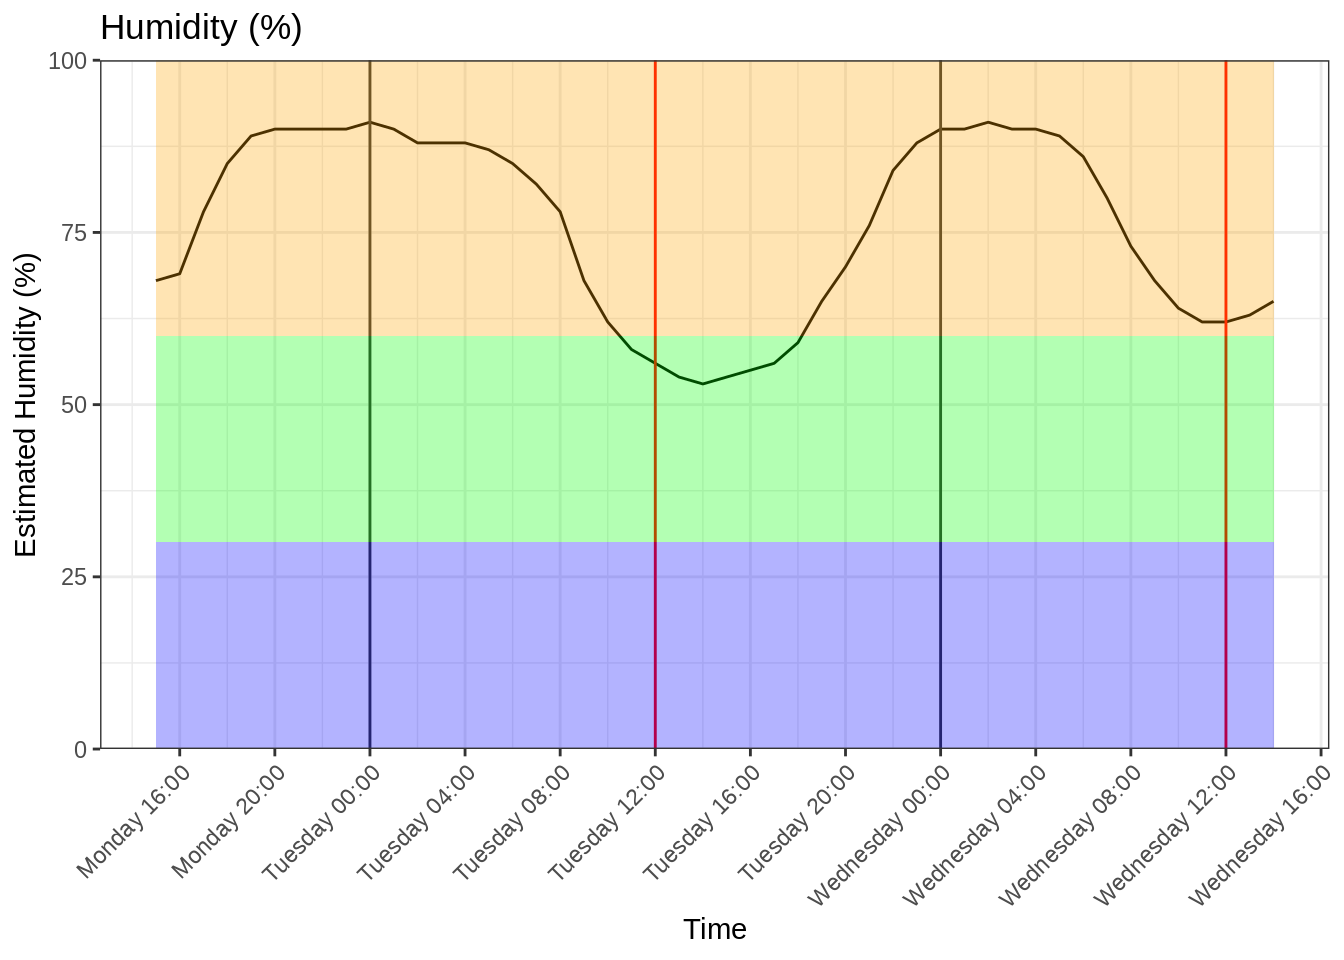 Humidity (%)
Estimated Humidity (%)
100
75
50
25
0
Monday 16:00
Monday 20:00
Tuesday 00:00
Tuesday 04:00
Tuesday 08:00
Tuesday 12:00
Tuesday 16:00
Tuesday 20:00
Wednesday 00:00
Wednesday 04:00
Wednesday 08:00
Wednesday 12:00
Wednesday 16:00
Time